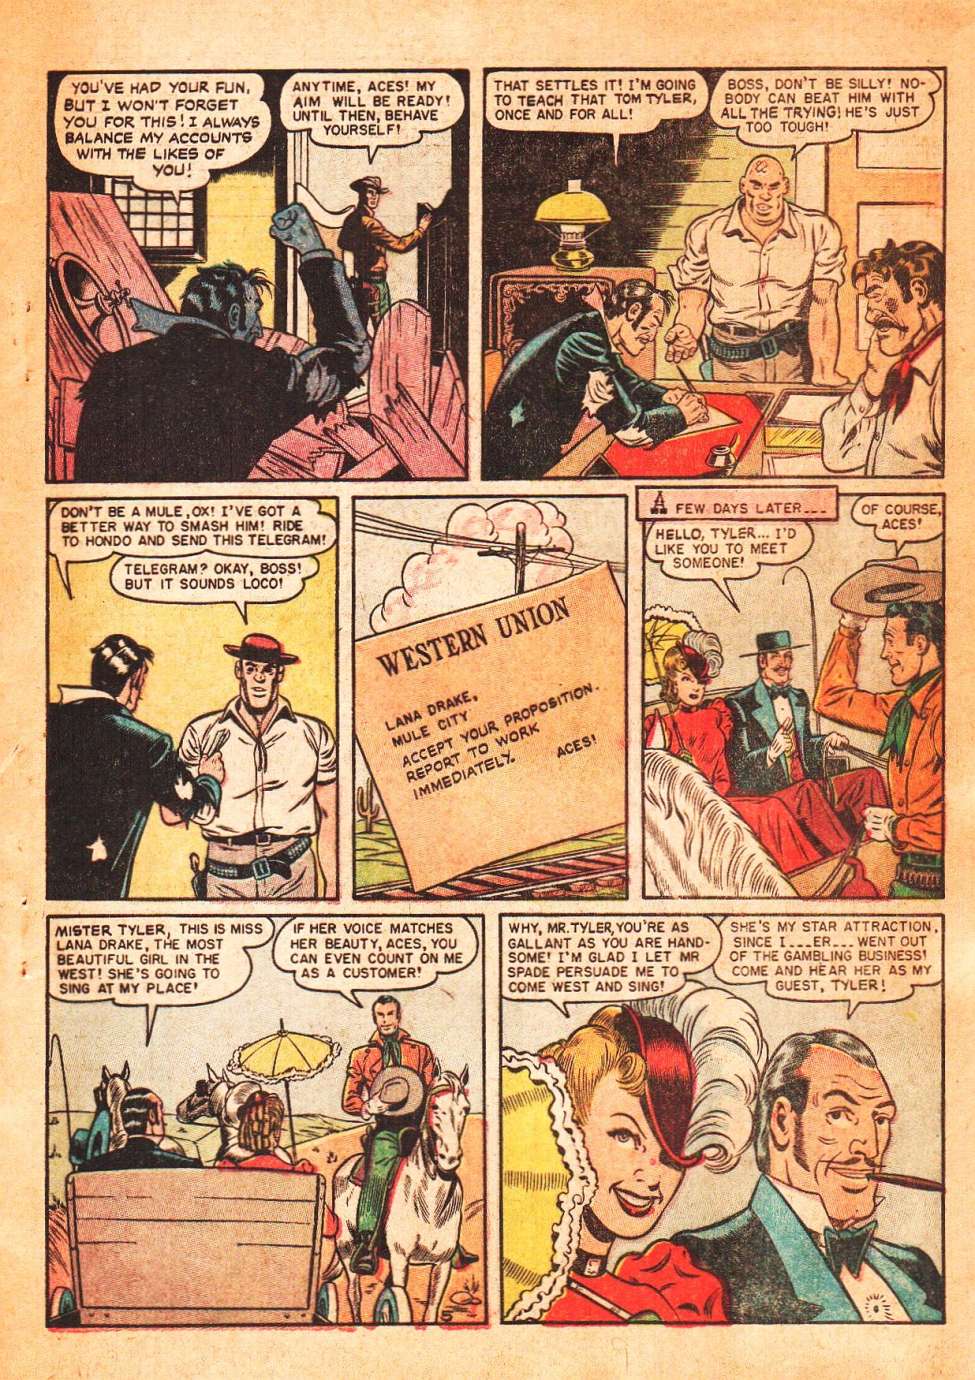 YOU'VE HAD YOUR FUN,
BUT I WON'T FORGET
YOU FOR THIS! I ALWAYS
BALANCE MY ACCOUNTS
WITH THE LIKES OF
YOU!
ANYTIME, ACES! MY
AIM WILL BE READY!
UNTIL THEN, BEHAVE
YOURSELF!
THAT SETTLES IT! I'M GOING
TO TEACH THAT TOM TYLER,
ONCE AND FOR ALL!
BOSS, DON'T BE SILLY! NO-
BODY CAN BEAT HIM WITH
ALL THE TRYING! HE'S JUST
TOO TOUGH!
DON'T BE A MULE, OX! I'VE GOT A
BETTER WAY TO SMASH HIM! RIDE
TO HONDO AND SEND THIS TELEGRAM!
TELEGRAM? OKAY, BOSS!
BUT IT SOUNDS LOCO!
WESTERN UNION
LANA DRAKE,
MULE CITY
ACCEPT YOUR PROPOSITION.
REPORT TO WORK
IMMEDIATELY.
ACES!
A FEW DAYS LATER---
HELLO, TYLER... I'D
LIKE YOU TO MEET
SOMEONE!
OF COURSE,
ACES!
MISTER TYLER, THIS IS MISS
LANA DRAKE, THE MOST
BEAUTIFUL GIRL IN THE
WEST! SHE'S GOING TO
SING AT MY PLACE!
IF HER VOICE MATCHES
HER BEAUTY, ACES, YOU
CAN EVEN COUNT ON ME
AS A CUSTOMER!
5
WHY, MR. TYLER, YOU'RE AS
GALLANT AS YOU ARE HAND-
SOME! I'M GLAD I LET MR
SPADE PERSUADE ME TO
COME WEST AND SING!
SHE'S MY STAR ATTRACTION,
SINCE I ---ER--- WENT OUT
OF THE GAMBLING BUSINESS!
COME AND HEAR HER AS MY
GUEST, TYLER!